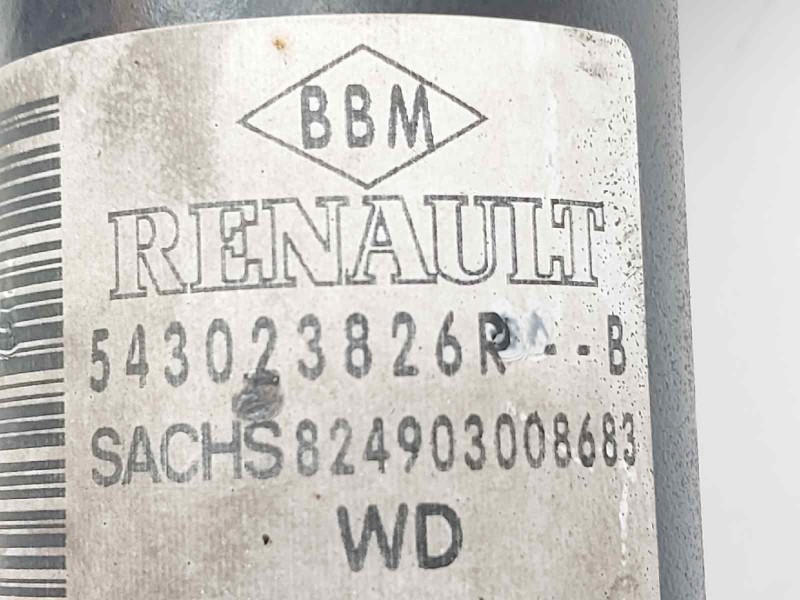 BBM
RENAULT
543023826R---B
SACHS 824903008683
WD